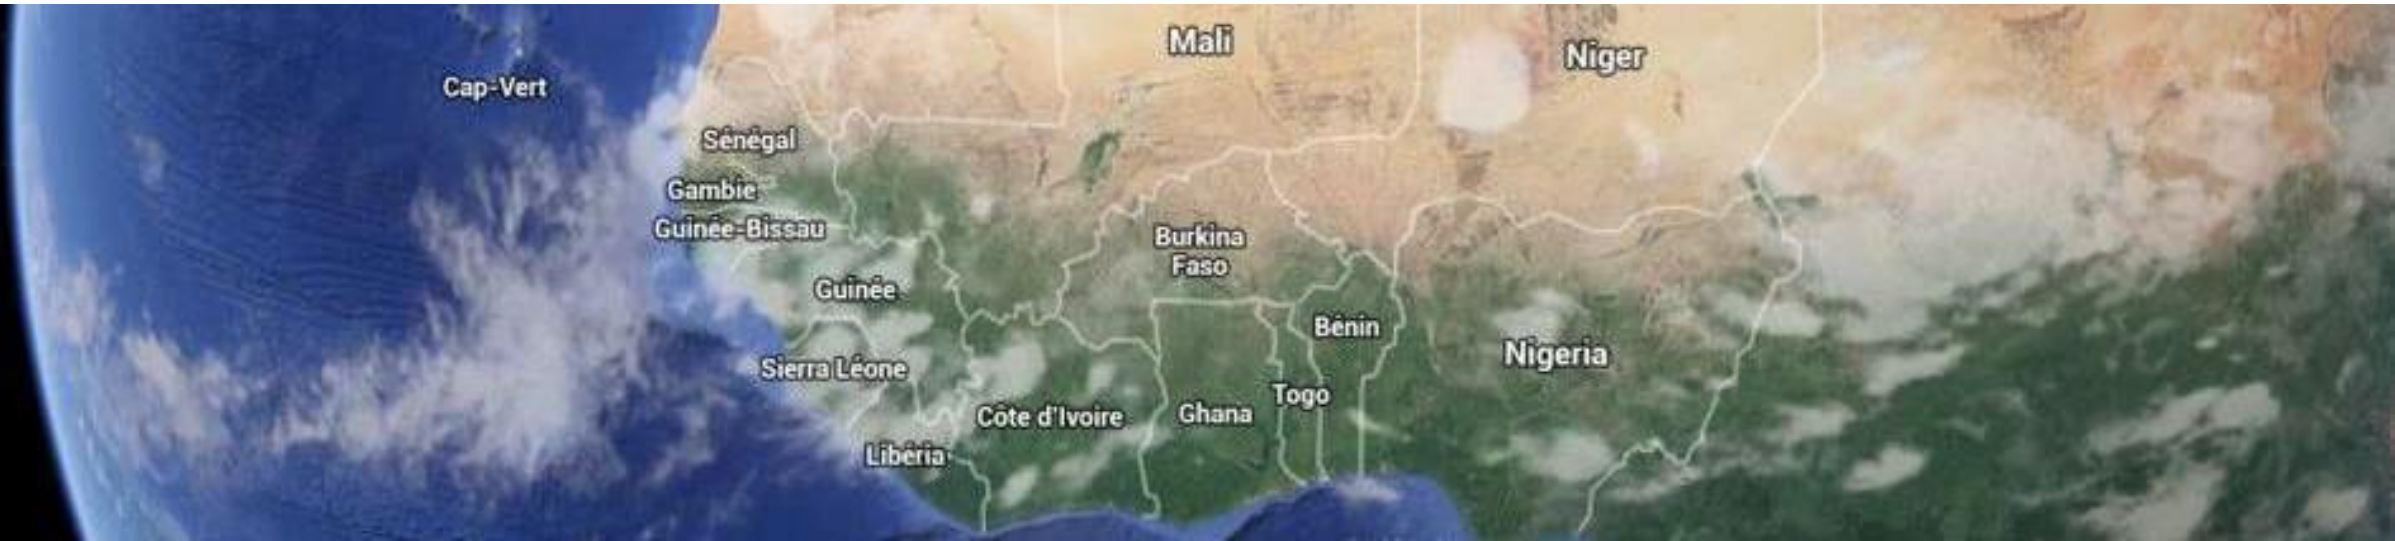 Mali
Niger
Cap-Vert
Sénégal
Gambie
Guinée-Bissau
Burkina
Faso
Guinée
Bénin
Nigeria
Sierra Léone
Togo
Côte d'Ivoire
Ghana
Libéria